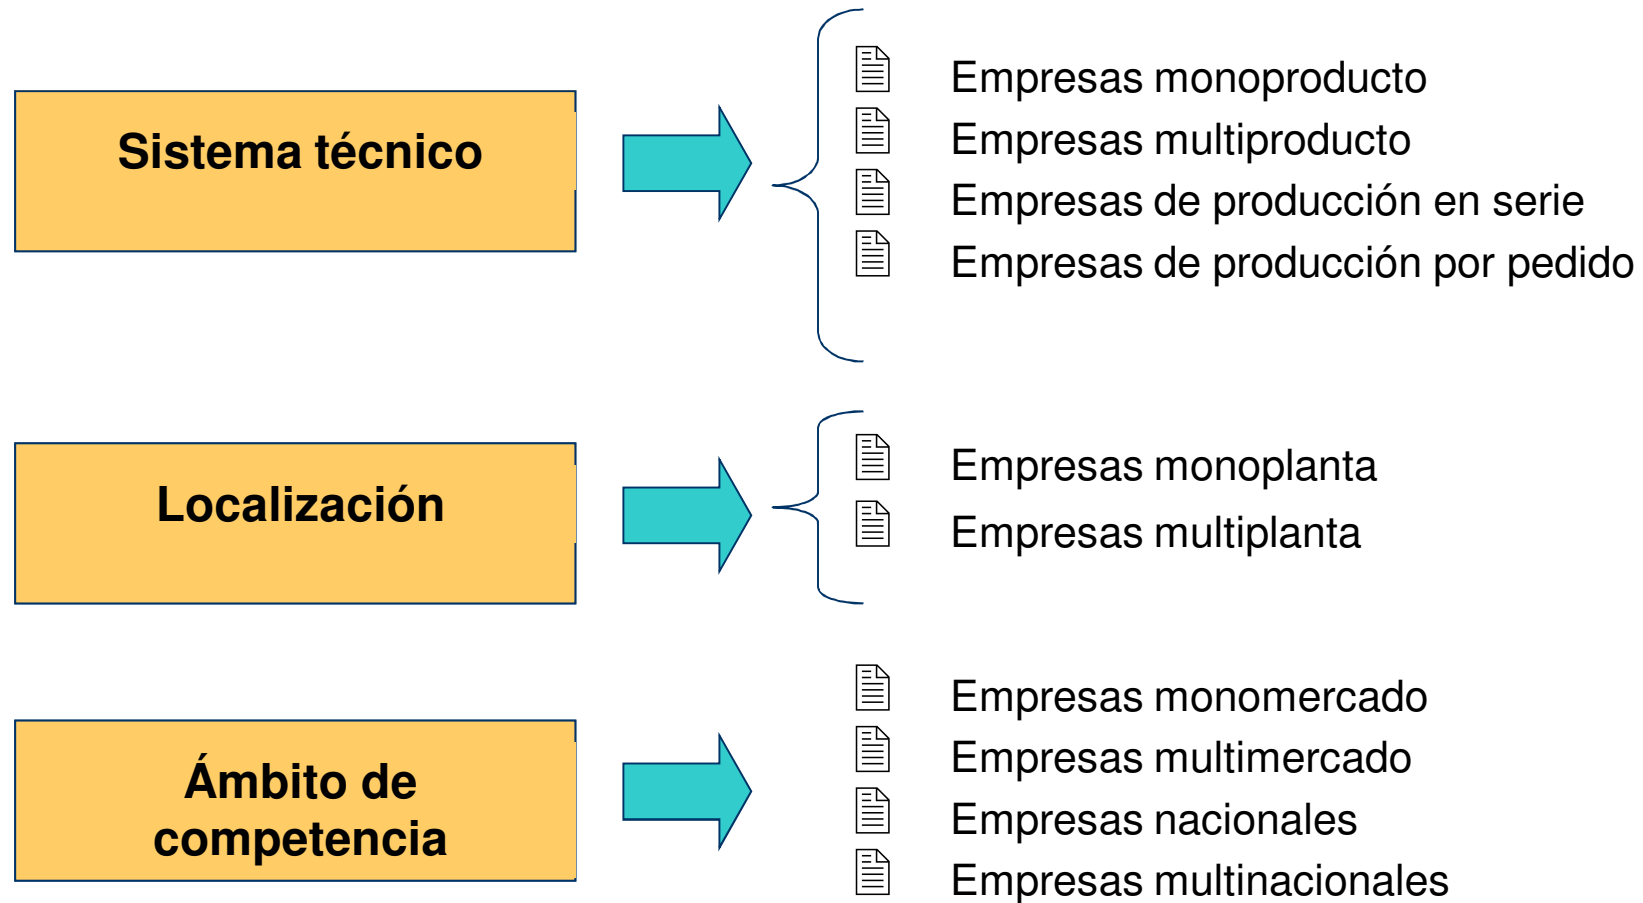 Sistema técnico
Empresas monoproducto
Empresas multiproducto
Empresas de producción en serie
Empresas de producción por pedido
Localización
Empresas monoplanta
Empresas multiplanta
Ámbito de
competencia
Empresas monomercado
Empresas multimercado
Empresas nacionales
Empresas multinacionales